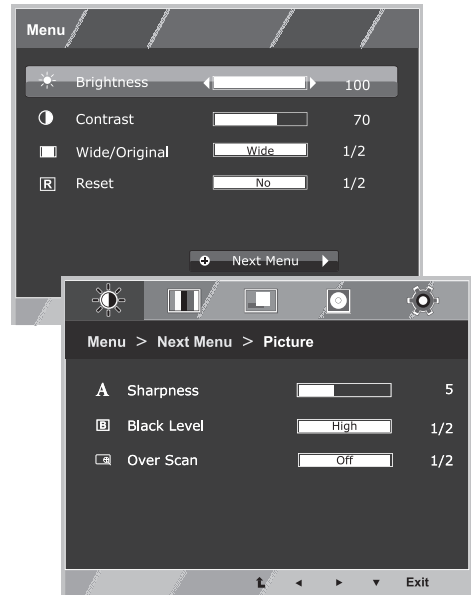 Menu
Brightness 100
Contrast 70
Wide/Original Wide 1/2
R Reset No 1/2
Next Menu
Menu > Next Menu > Picture
A Sharpness 5
B Black Level High 1/2
Over Scan Off 1/2
Exit